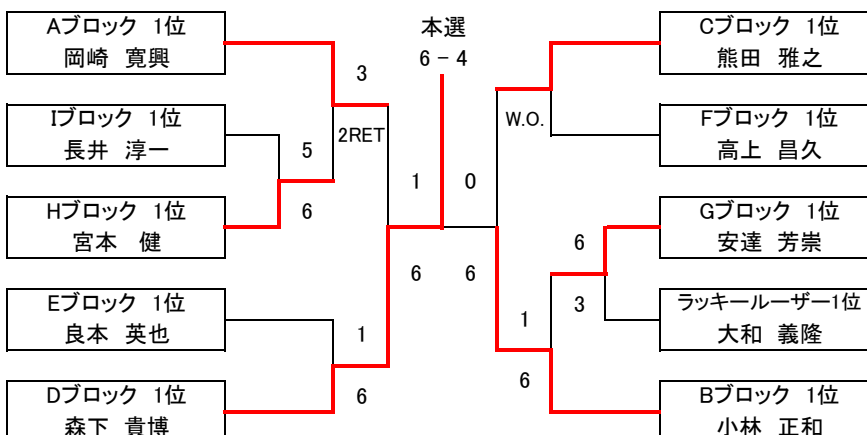 Aブロック 1位
岡崎 寛興
Iブロック 1位
長井 淳一
Hブロック 1位
宮本 健
Eブロック 1位
良本 英也
Dブロック 1位
森下 貴博
3
2RET
5
6
1
6
1
6
本選
6 - 4
0
6
W.O.
6
3
1
6
Cブロック 1位
熊田 雅之
Fブロック 1位
高上 昌久
Gブロック 1位
安達 芳崇
ラッキールーザー1位
大和 義隆
Bブロック 1位
小林 正和